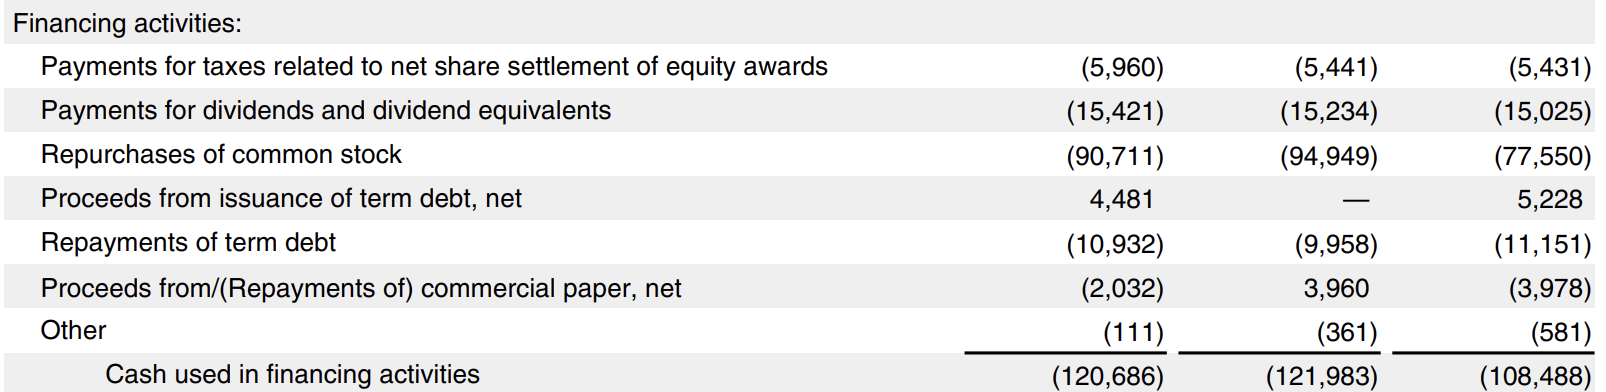 Financing activities:
Payments for taxes related to net share settlement of equity awards (5,960) (5,441) (5,431)
Payments for dividends and dividend equivalents (15,421) (15,234) (15,025)
Repurchases of common stock (90,711) (94,949) (77,550)
Proceeds from issuance of term debt, net 4,481 — 5,228
Repayments of term debt (10,932) (9,958) (11,151)
Proceeds from/(Repayments of) commercial paper, net (2,032) 3,960 (3,978)
Other (111) (361) (581)
Cash used in financing activities (120,686) (121,983) (108,488)